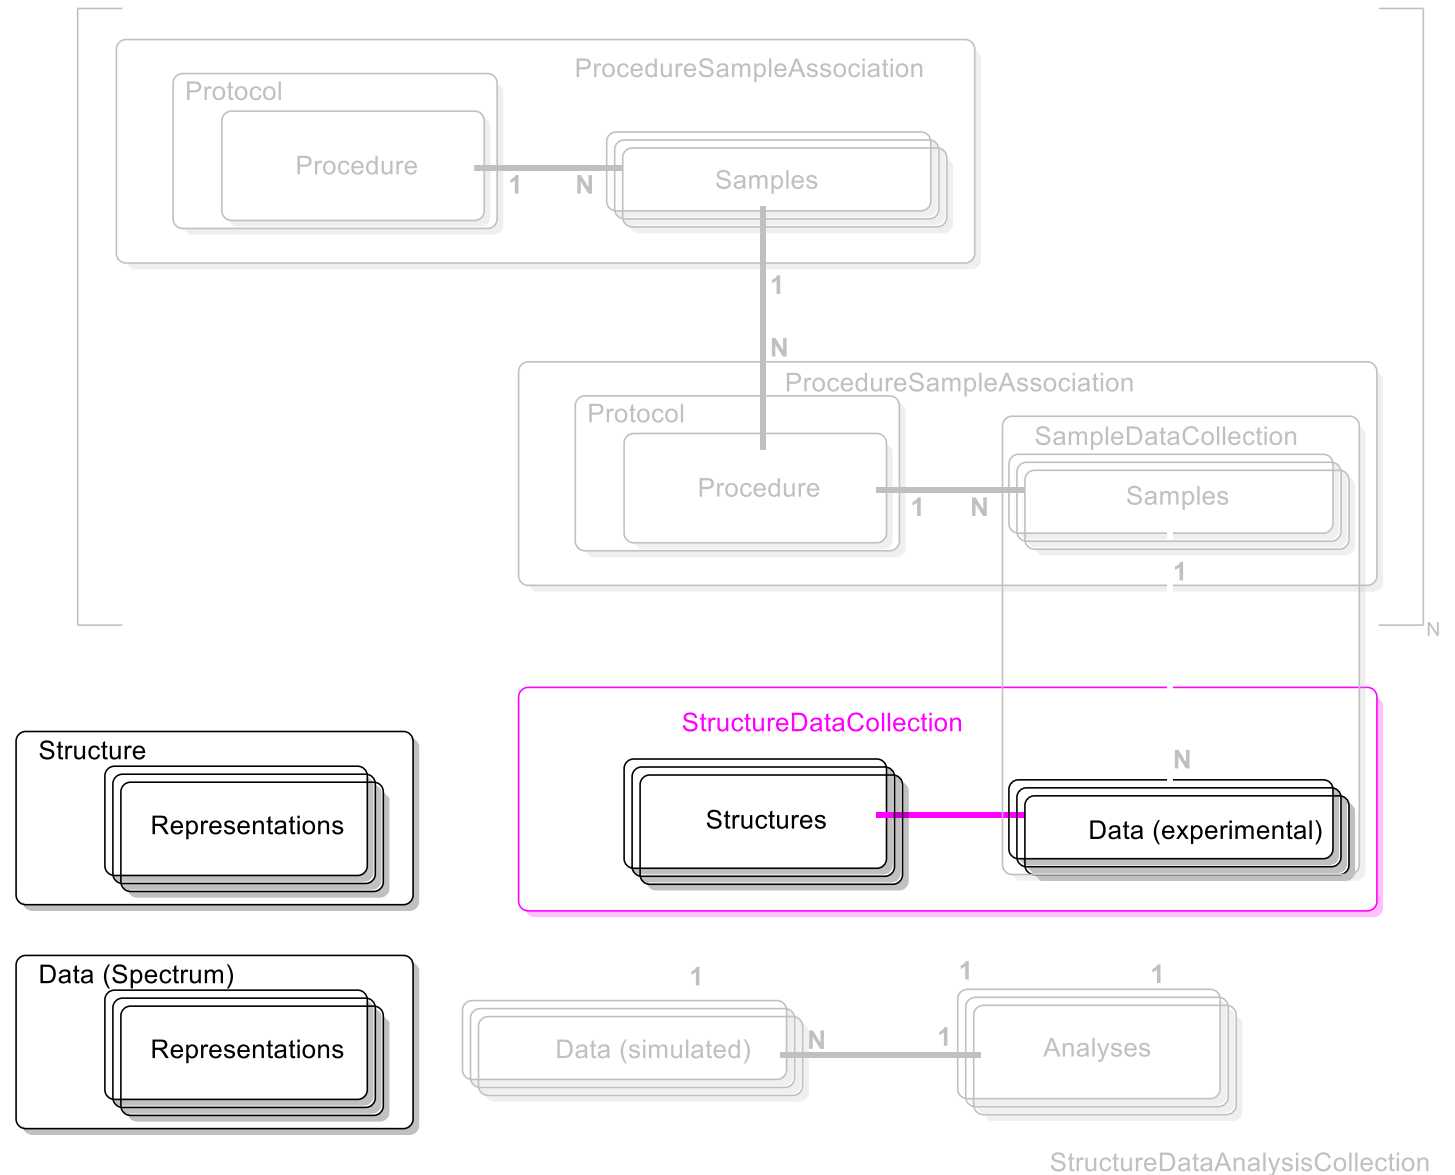 ProcedureSampleAssociation
Protocol
Procedure
1
N
Samples
1
N
ProcedureSampleAssociation
Protocol
SampleDataCollection
Procedure
1
N
Samples
1
N
StructureDataCollection
Structure
Representations
Structures
N
Data (experimental)
Data (Spectrum)
Representations
1
1
1
Data (simulated)
N
1
Analyses
StructureDataAnalysisCollection